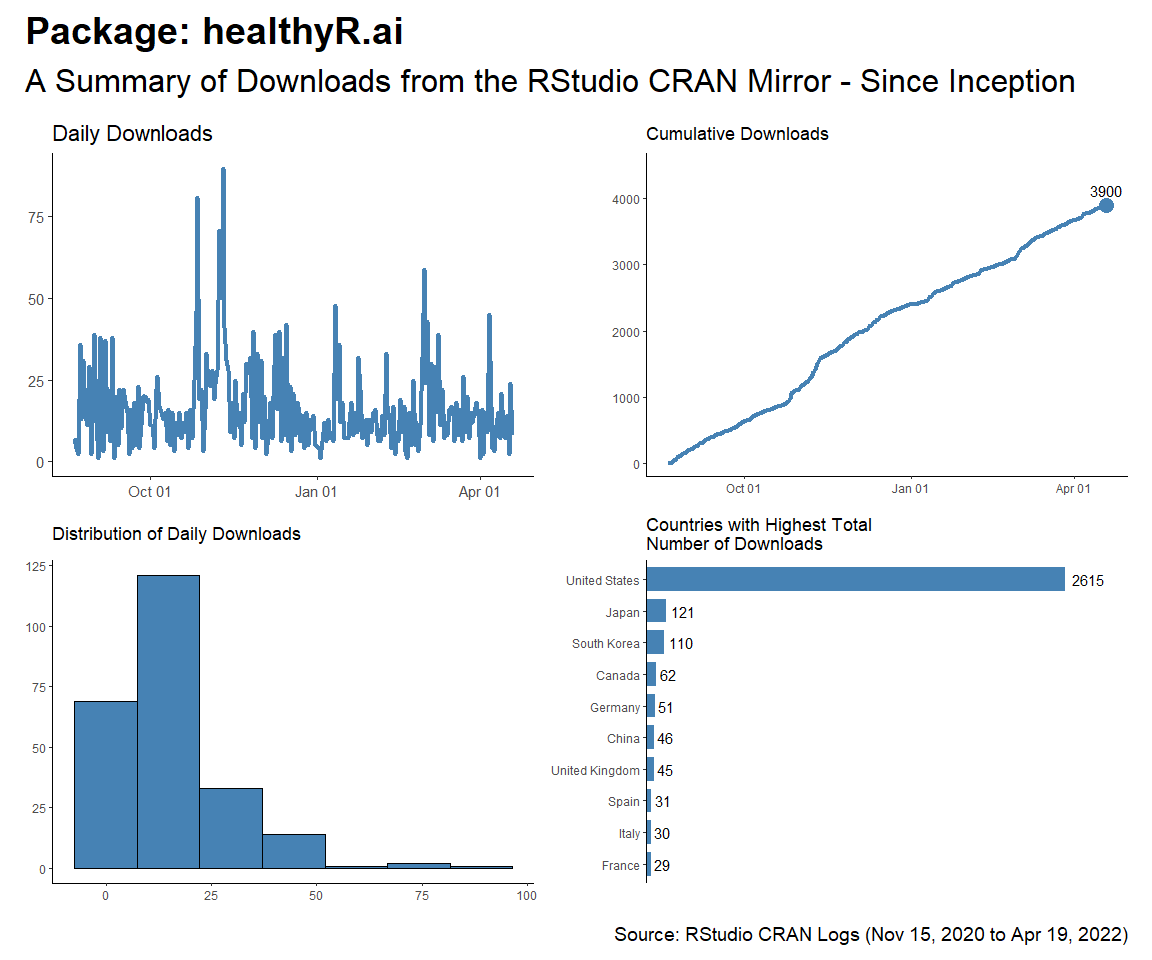 Package: healthyR.ai
A Summary of Downloads from the RStudio CRAN Mirror - Since Inception
Daily Downloads
75
50
25
0
Oct 01
Jan 01
Apr 01
Cumulative Downloads
3900
4000
3000
2000
1000
0
Oct 01
Jan 01
Apr 01
Distribution of Daily Downloads
125
100
75
50
25
0
0
25
50
75
100
Countries with Highest Total
Number of Downloads
United States 2615
Japan 121
South Korea 110
Canada 62
Germany 51
China 46
United Kingdom 45
Spain 31
Italy 30
France 29
Source: RStudio CRAN Logs (Nov 15, 2020 to Apr 19, 2022)